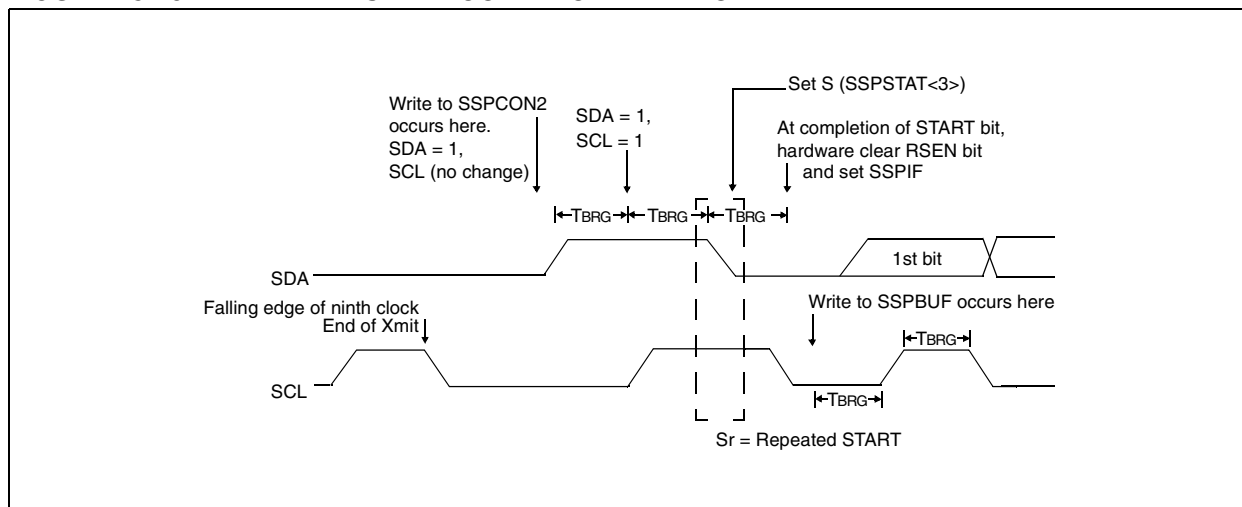 Set S (SSPSTAT<3>)
Write to SSPCON2
occurs here.
SDA = 1,
SCL (no change)
SDA = 1,
SCL = 1
At completion of START bit,
hardware clear RSEN bit
and set SSPIF
TBRG
TBRG
TBRG
SDA
1st bit
Falling edge of ninth clock
End of Xmit
Write to SSPBUF occurs here
TBRG
SCL
TBRG
Sr = Repeated START